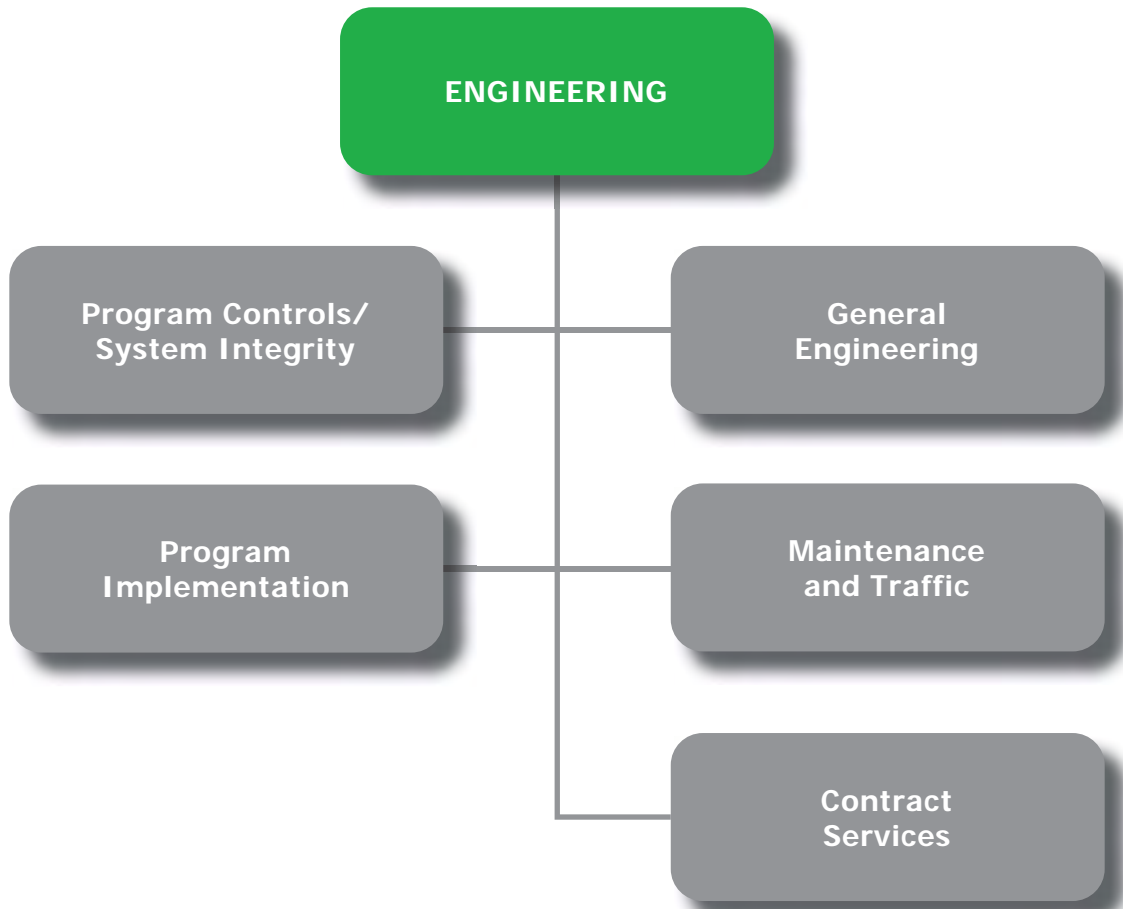 ENGINEERING
Program Controls/
System Integrity
General
Engineering
Program
Implementation
Maintenance
and Traffic
Contract
Services